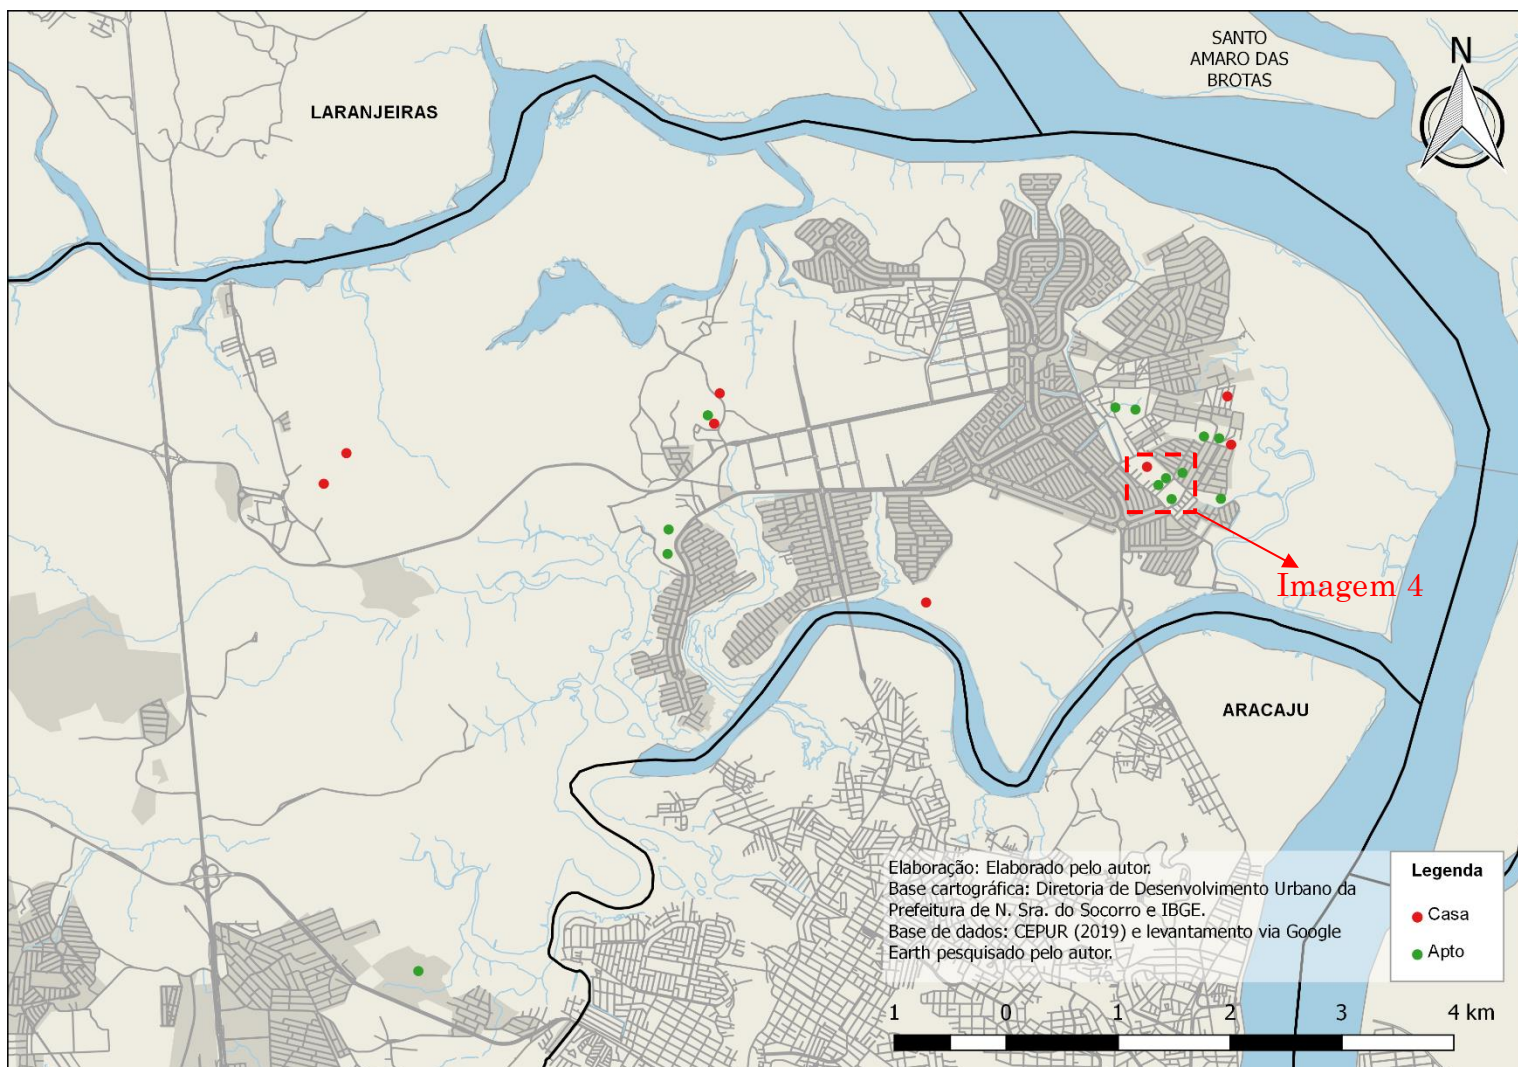 SANTO
AMARO DAS
BROTAS
N
LARANJEIRAS
Imagem 4
ARACAJU
Elaboração: Elaborado pelo autor.
Base cartográfica: Diretoria de Desenvolvimento Urbano da
Prefeitura de N. Sra. do Socorro e IBGE.
Base de dados: CEPUR (2019) e levantamento via Google
Earth pesquisado pelo autor.
Legenda
Casa
Apto
1 0 1 2 3 4 km